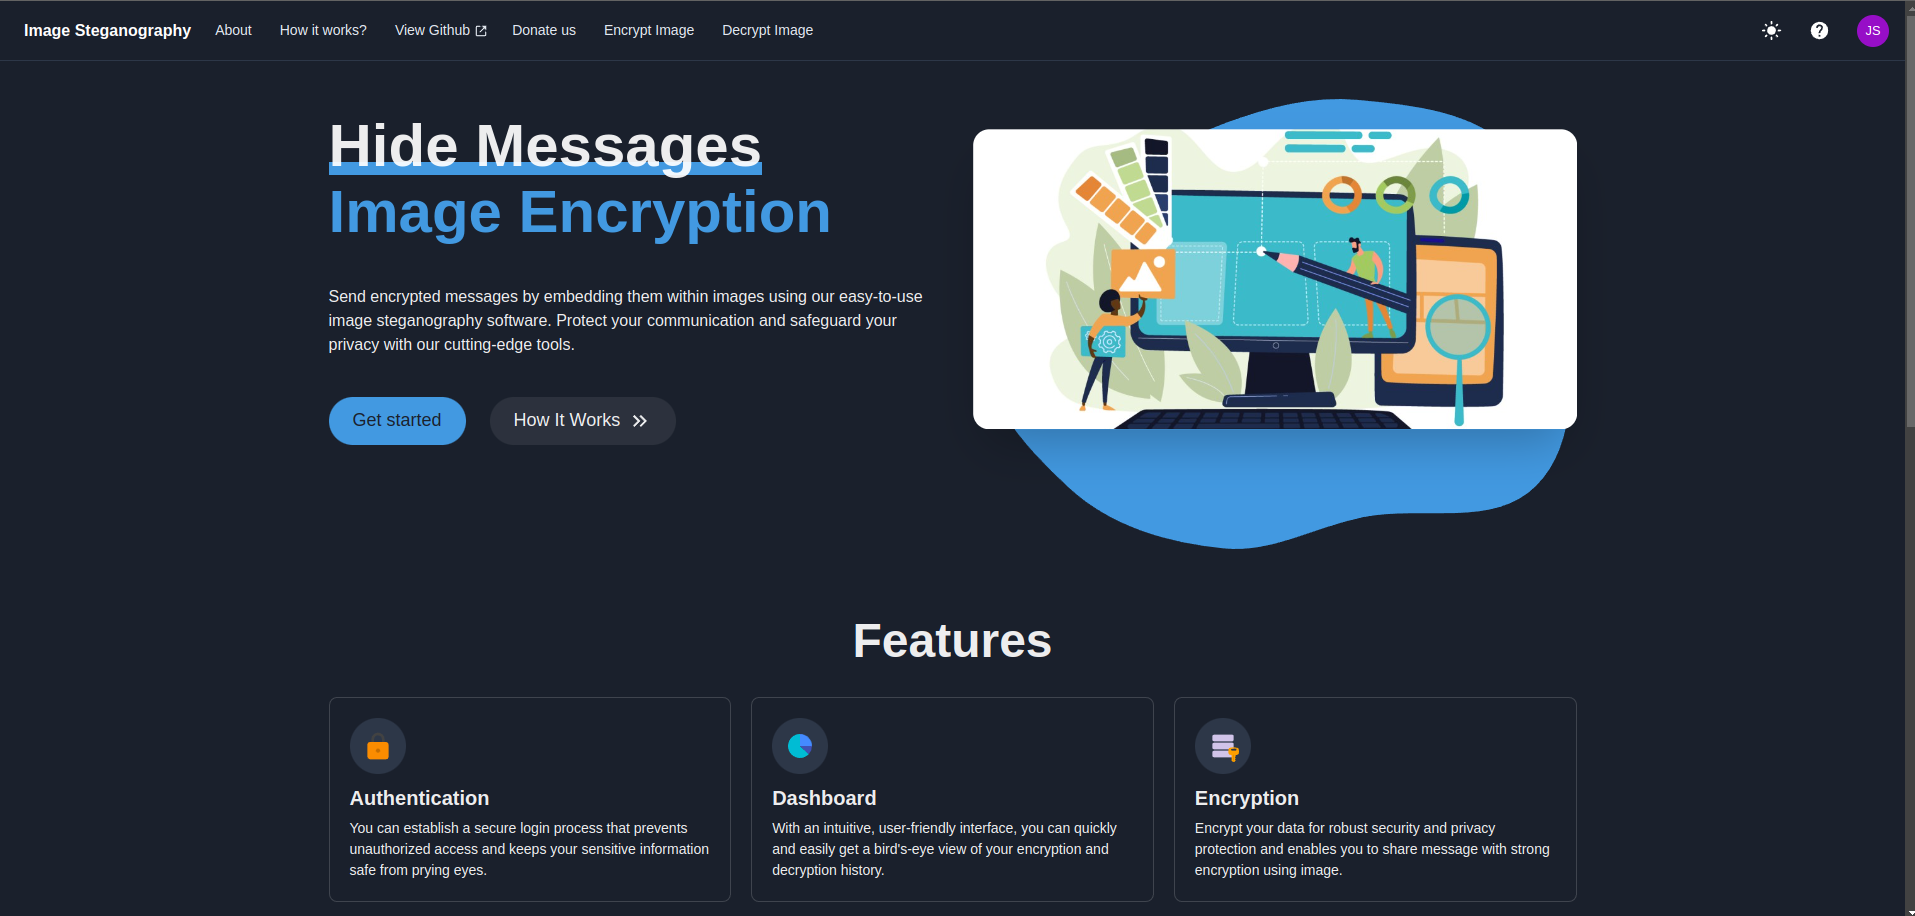 Image Steganography About How it works? View Github Donate us Encrypt Image Decrypt Image JS
Hide Messages
Image Encryption
Send encrypted messages by embedding them within images using our easy-to-use
image steganography software. Protect your communication and safeguard your
privacy with our cutting-edge tools.
Get started How It Works
Features
Authentication
You can establish a secure login process that prevents
unauthorized access and keeps your sensitive information
safe from prying eyes.
Dashboard
With an intuitive, user-friendly interface, you can quickly
and easily get a bird's-eye view of your encryption and
decryption history.
Encryption
Encrypt your data for robust security and privacy
protection and enables you to share message with strong
encryption using image.